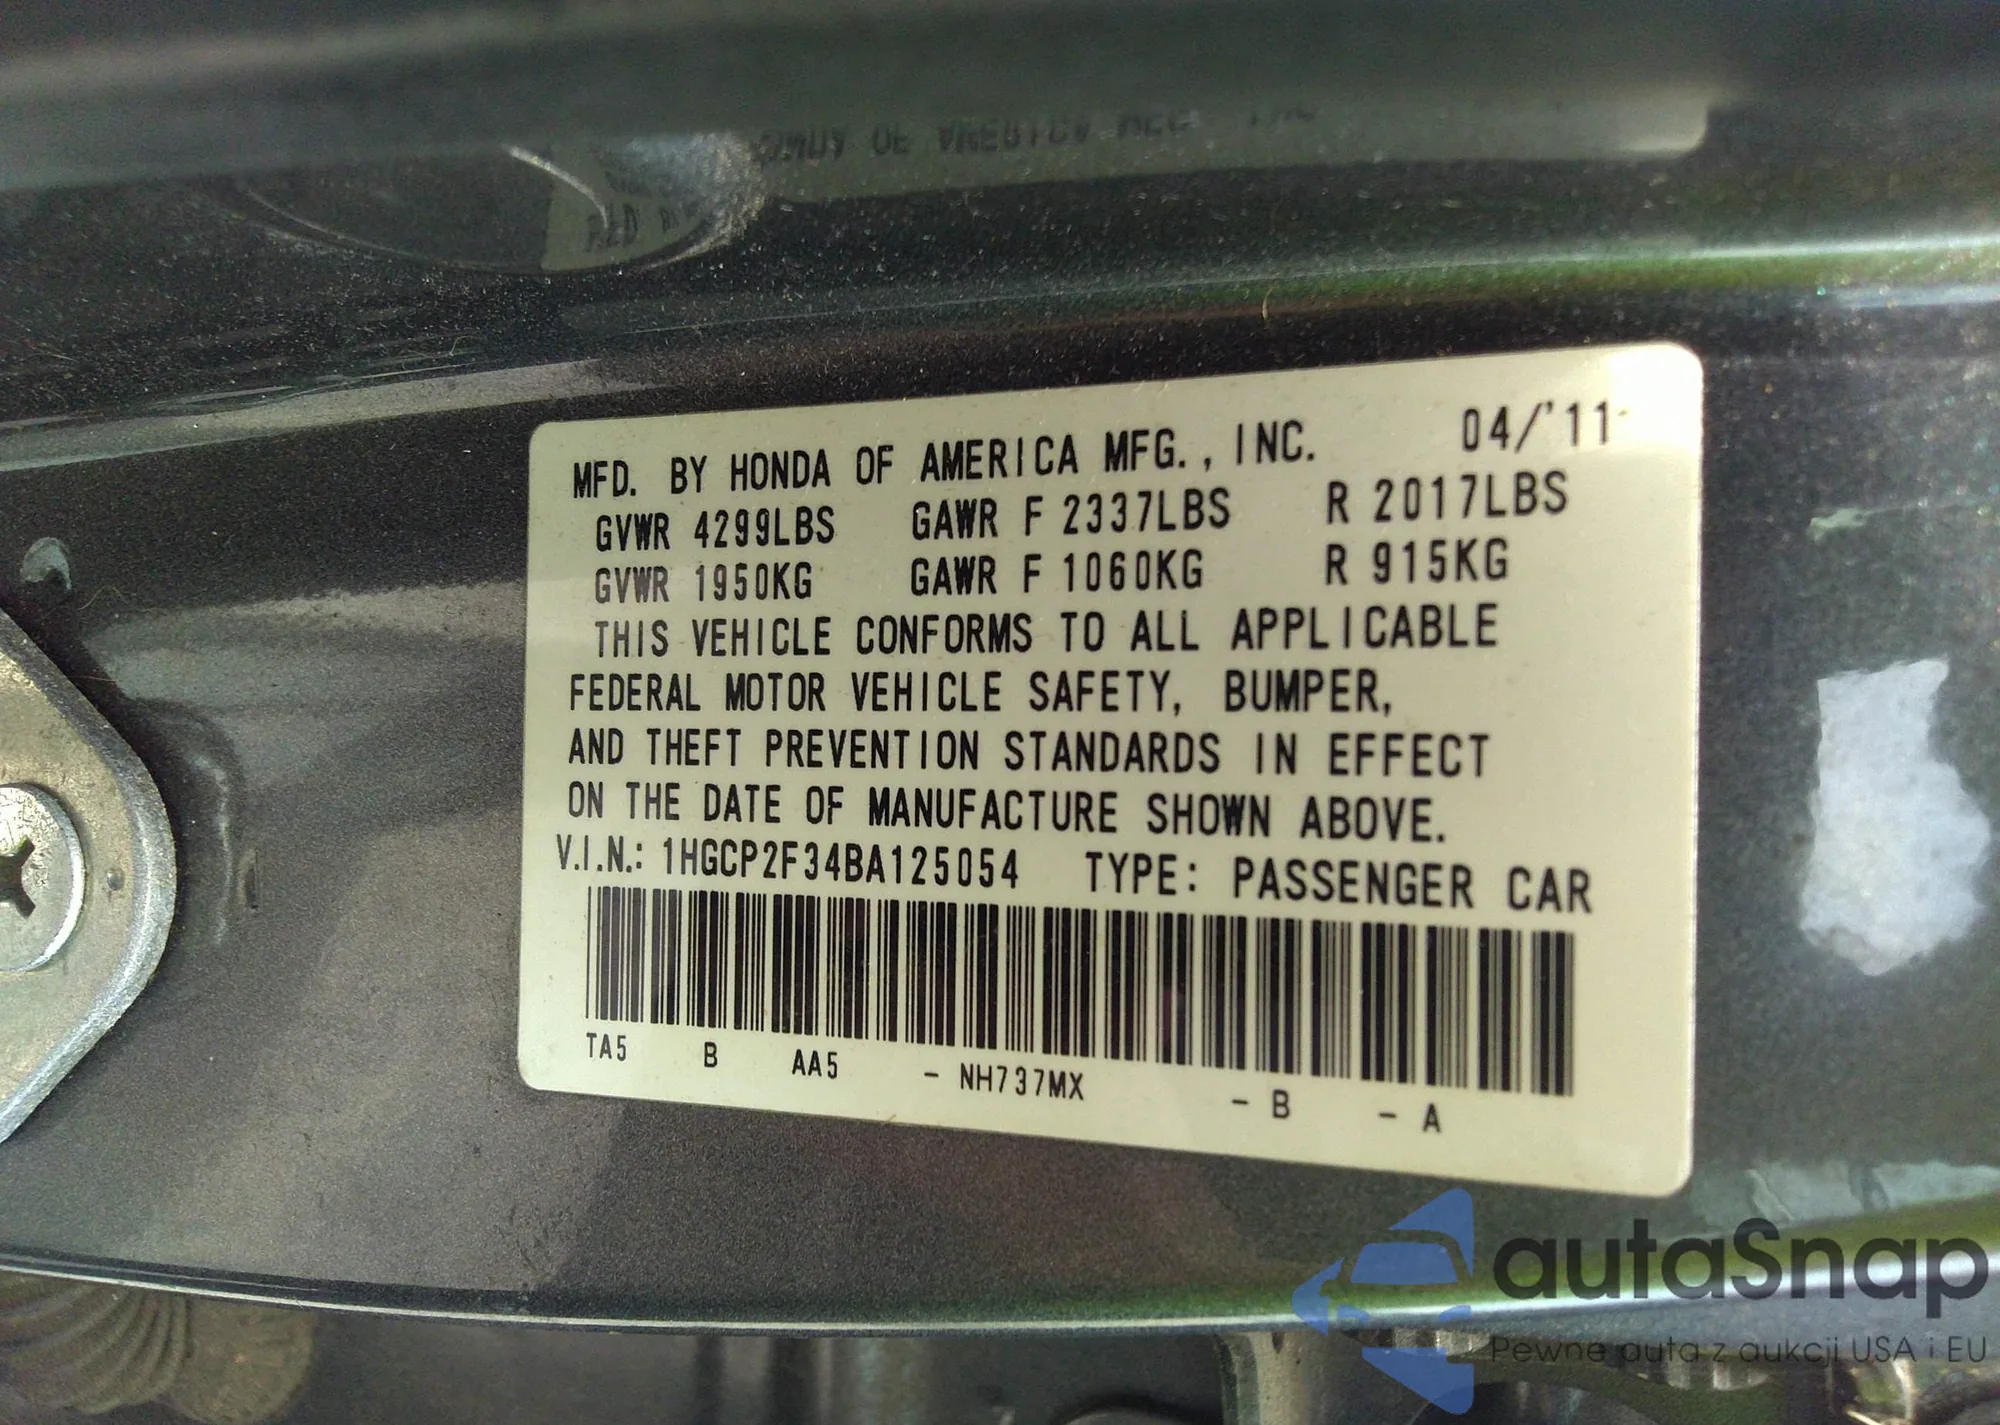 MFD. BY HONDA OF AMERICA MFG., INC. 04/'11
GVWR 4299LBS GAWR F 2337LBS R 2017LBS
GVWR 1950KG GAWR F 1060KG R 915KG
THIS VEHICLE CONFORMS TO ALL APPLICABLE
FEDERAL MOTOR VEHICLE SAFETY, BUMPER,
AND THEFT PREVENTION STANDARDS IN EFFECT
ON THE DATE OF MANUFACTURE SHOWN ABOVE.
V.I.N.: 1HGCP2F34BA125054 TYPE: PASSENGER CAR
TA5 B AA5 - NH737MX - B - A
autaSnap
Pewne auta z aukcji USA i EU